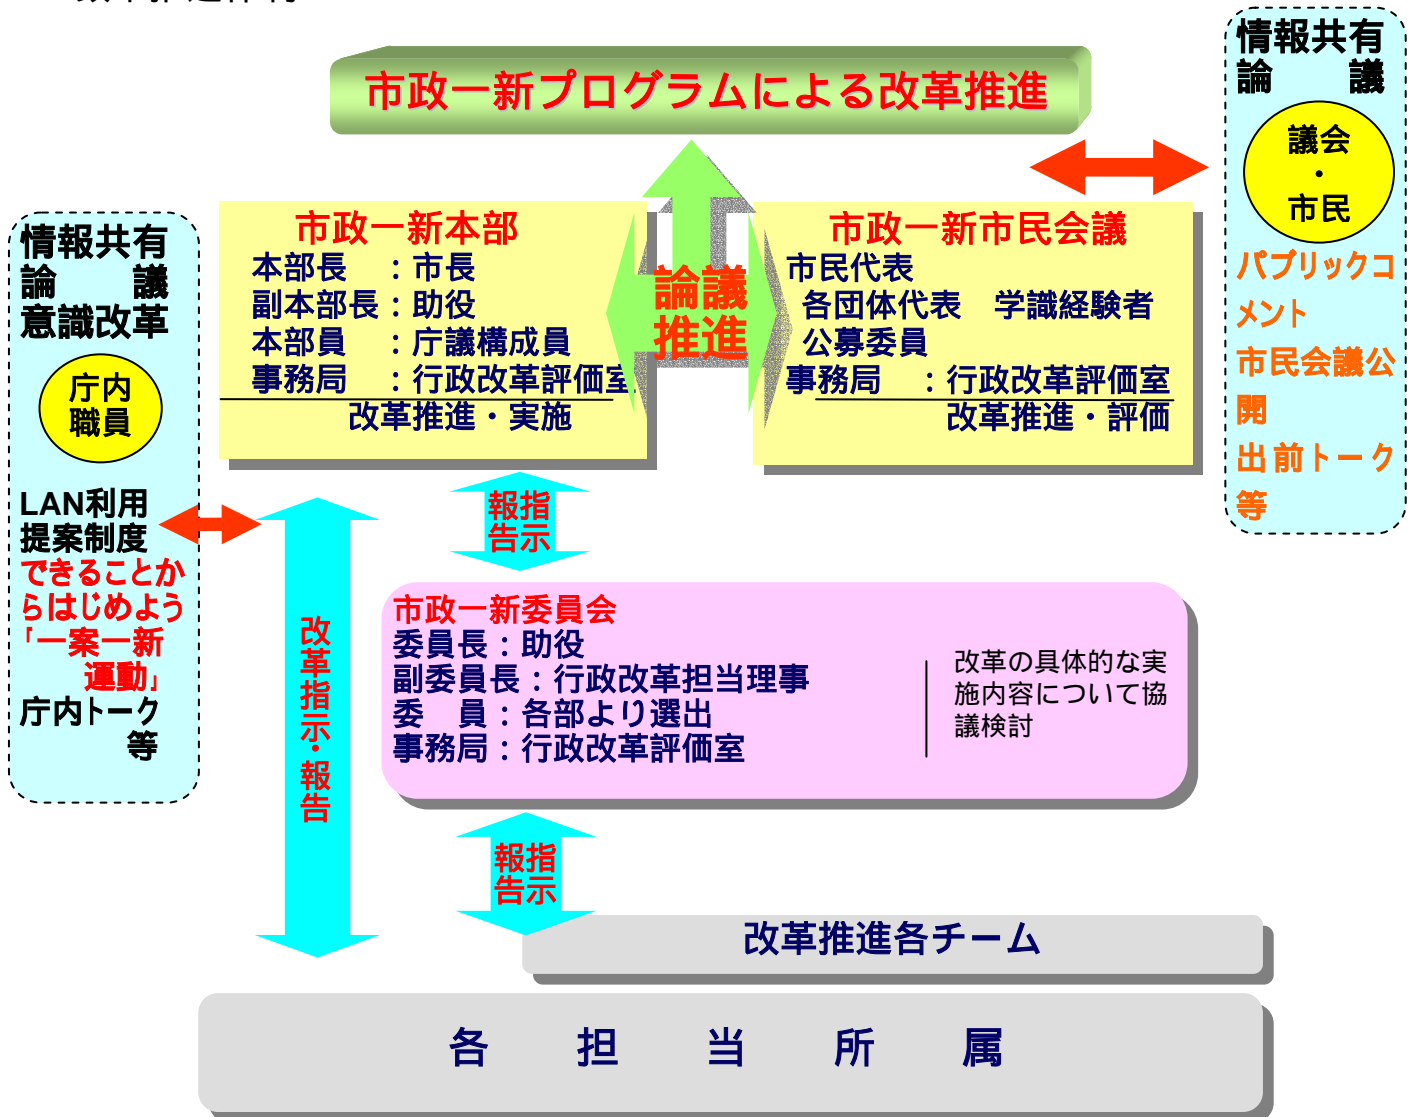 市政一新プログラムによる改革推進
情報共有
論　　議
議会
・
市民
パブリックコ
メント
市民会議公
開
出前トーク
等
情報共有
論　　議
意識改革
庁内
職員
LAN利用
提案制度
できることか
らはじめよう
「一案一新
運動」
庁内トーク
等
市政一新本部
本部長　：市長
副本部長：助役
本部員　：庁議構成員
事務局　：行政改革評価室
改革推進・実施
論議
推進
市政一新市民会議
市民代表
各団体代表　学識経験者
公募委員
事務局　：行政改革評価室
改革推進・評価
報指
告示
改革指示・報告
市政一新委員会
委員長：助役
副委員長：行政改革担当理事
委　員：各部より選出
事務局：行政改革評価室
改革の具体的な実
施内容について協
議検討
報指
告示
改革推進各チーム
各　担　当　所　属